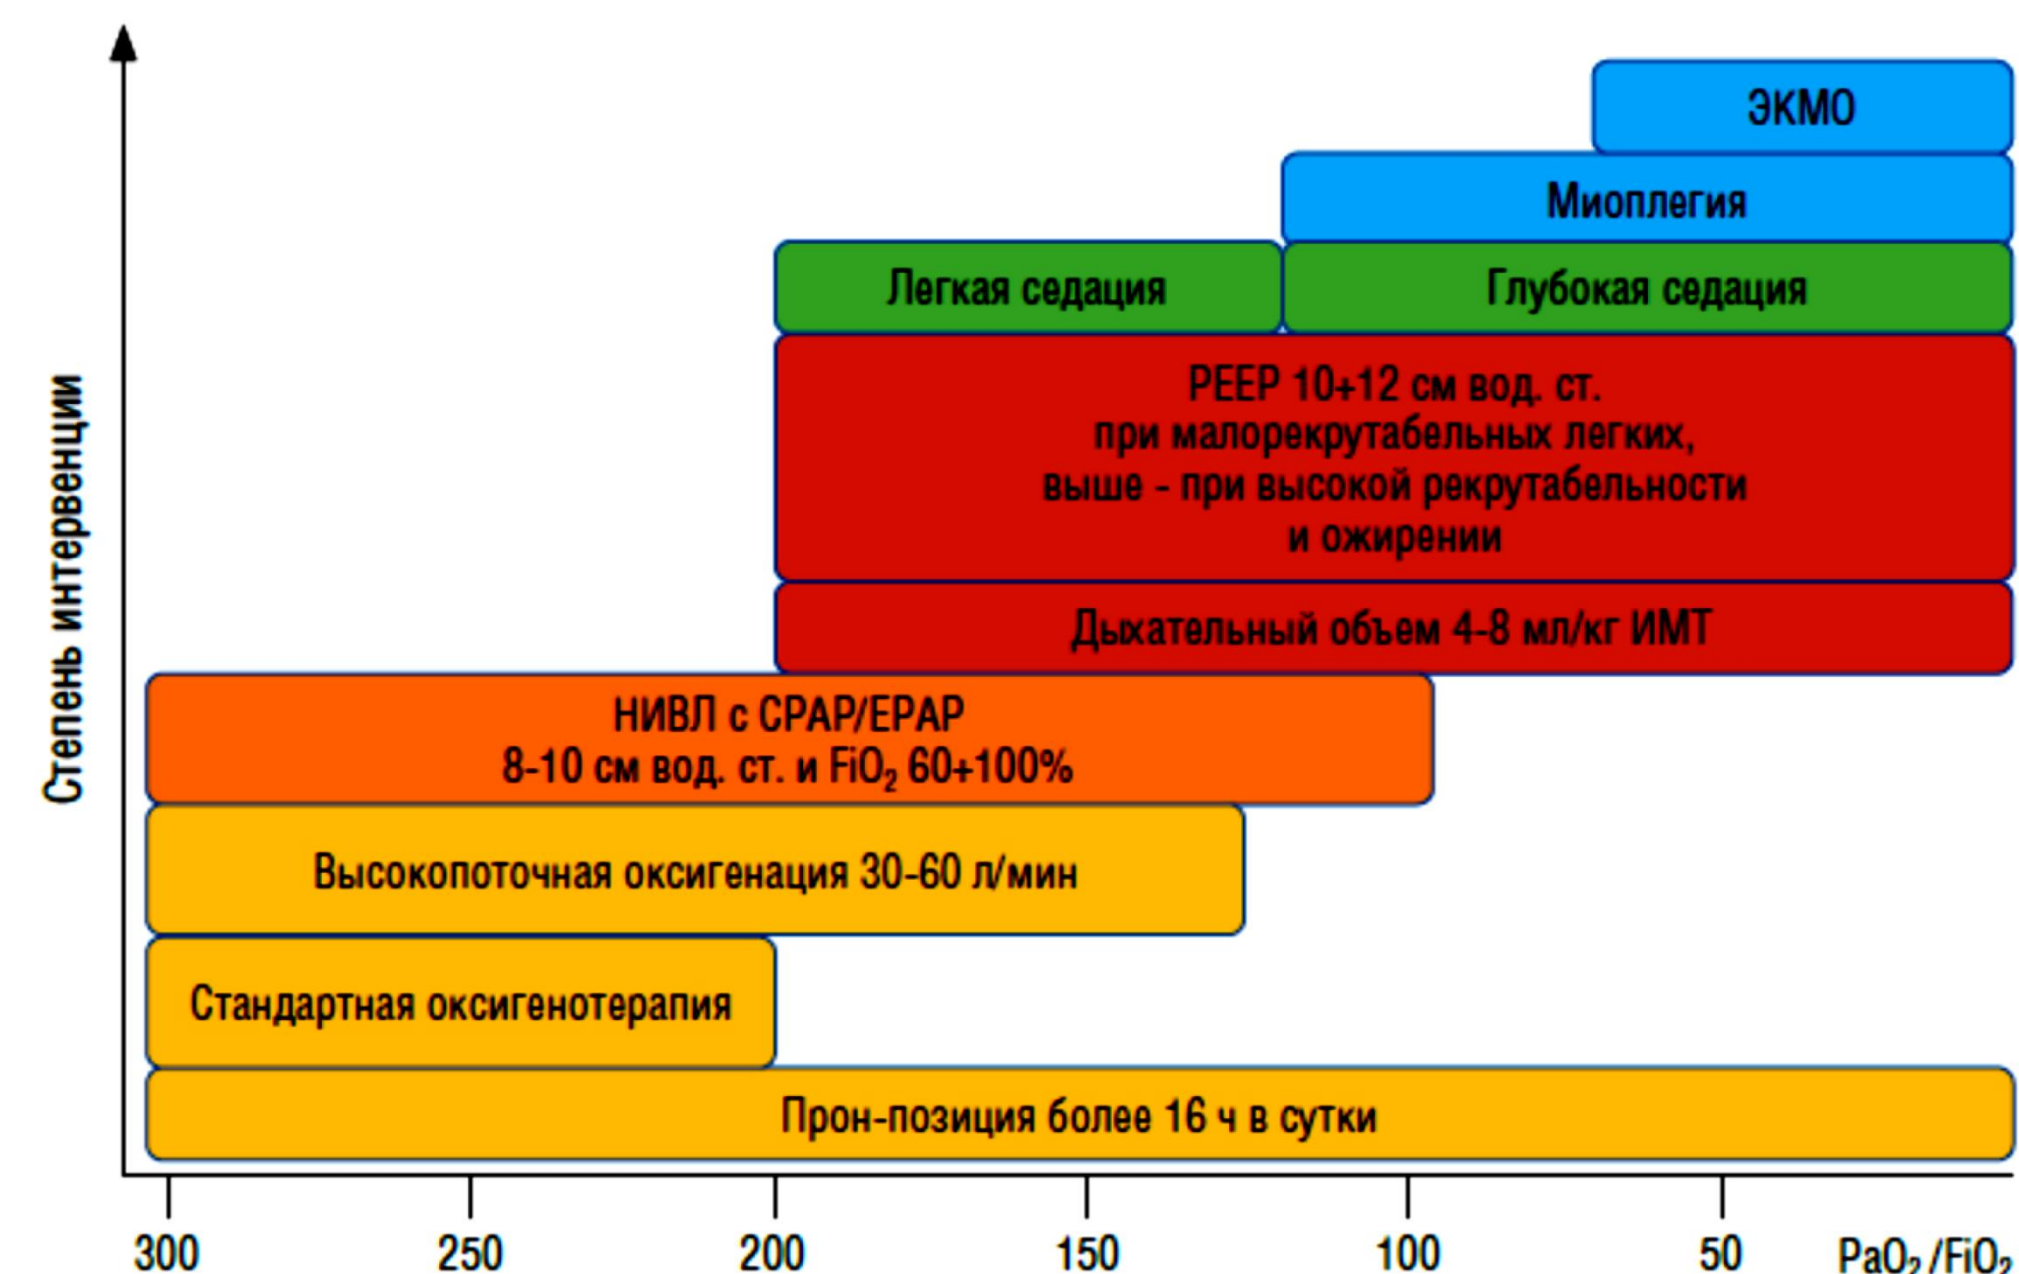 ЭКМО
Миоплегия
Легкая седация
Глубокая седация
PEEP 10+12 см вод. ст.
при малорекрутабельных легких,
выше - при высокой рекрутабельности
и ожирении
Дыхательный объем 4-8 мл/кг ИМТ
НИВЛ с CPAP/EPAP
8-10 см вод. ст. и FiO₂ 60+100%
Высокопоточная оксигенация 30-60 л/мин
Стандартная оксигенотерапия
Прон-позиция более 16 ч в сутки
Степень интервенции
300 250 200 150 100 50 PaO₂/FiO₂